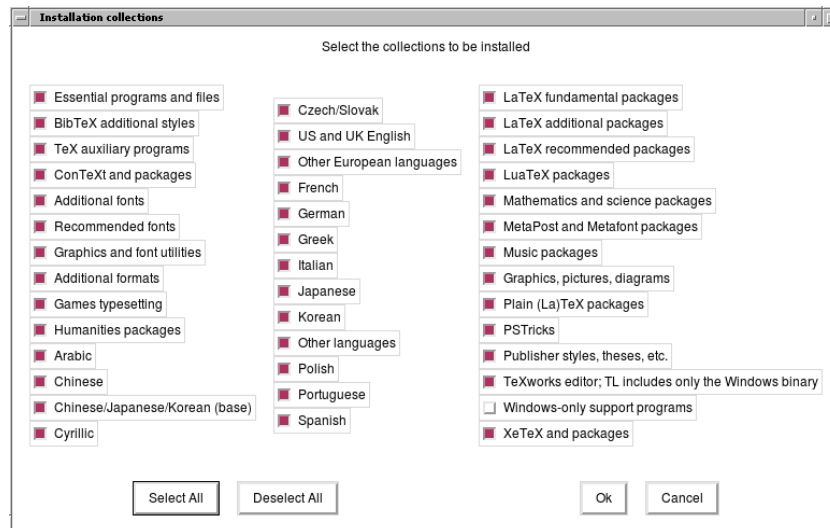 Installation collections
Select the collections to be installed
Essential programs and files
BibTeX additional styles
TeX auxiliary programs
ConTeXt and packages
Additional fonts
Recommended fonts
Graphics and font utilities
Additional formats
Games typesetting
Humanities packages
Arabic
Chinese
Chinese/Japanese/Korean (base)
Cyrillic
Czech/Slovak
US and UK English
Other European languages
French
German
Greek
Italian
Japanese
Korean
Other languages
Polish
Portuguese
Spanish
LaTeX fundamental packages
LaTeX additional packages
LaTeX recommended packages
LuaTeX packages
Mathematics and science packages
MetaPost and Metafont packages
Music packages
Graphics, pictures, diagrams
Plain (La)TeX packages
PSTricks
Publisher styles, theses, etc.
TeXworks editor; TL includes only the Windows binary
Windows-only support programs
XeTeX and packages
Select All
Deselect All
Ok
Cancel